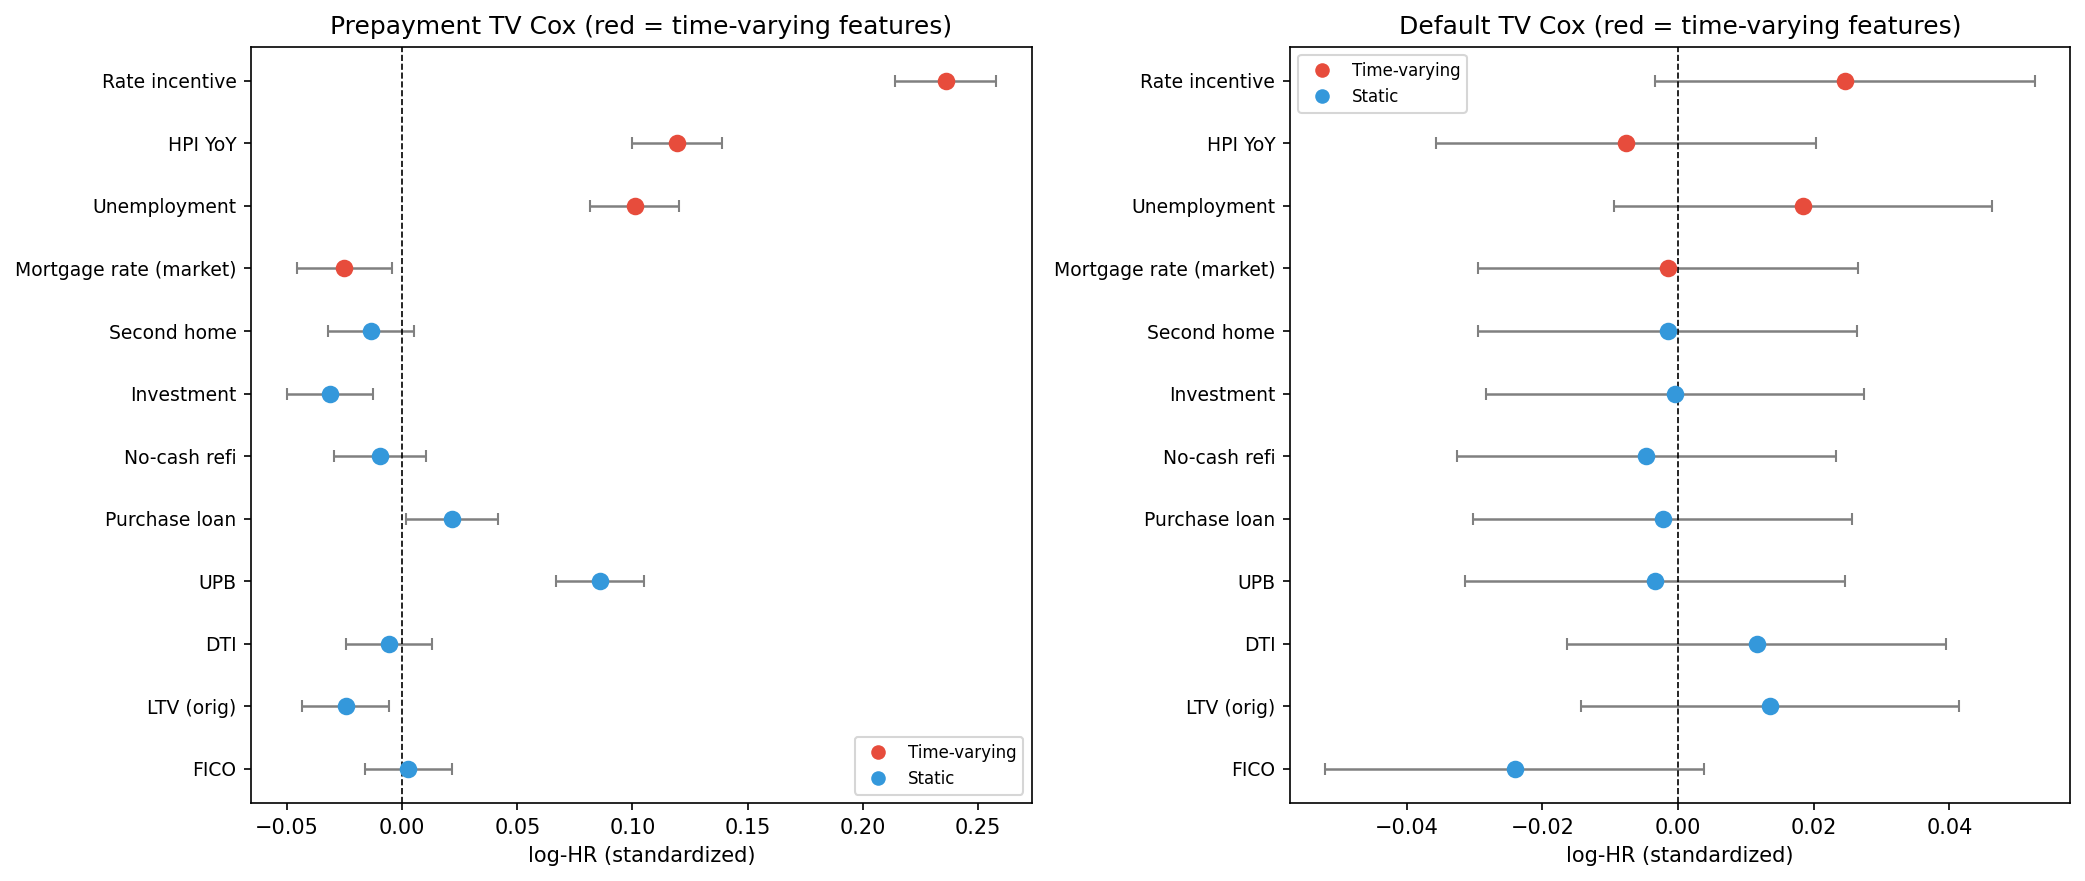 Prepayment TV Cox (red = time-varying features)
Rate incentive
HPI YoY
Unemployment
Mortgage rate (market)
Second home
Investment
No-cash refi
Purchase loan
UPB
DTI
LTV (orig)
FICO
Time-varying
Static
−0.05 0.00 0.05 0.10 0.15 0.20 0.25
log-HR (standardized)
Default TV Cox (red = time-varying features)
Time-varying
Static
Rate incentive
HPI YoY
Unemployment
Mortgage rate (market)
Second home
Investment
No-cash refi
Purchase loan
UPB
DTI
LTV (orig)
FICO
−0.04 −0.02 0.00 0.02 0.04
log-HR (standardized)